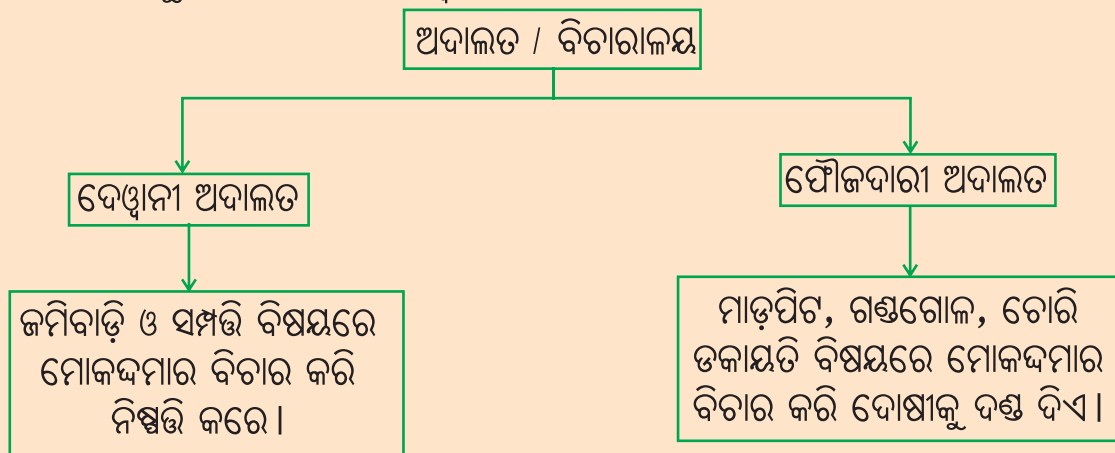 ଅଦାଲତ / ବିଚାରାଳୟ
ଦେୱାନୀ ଅଦାଲତ
ଫୌଜଦାରୀ ଅଦାଲତ
ଜମିବାଡ଼ି ଓ ସମ୍ପତ୍ତି ବିଷୟରେ
ମୋକଦ୍ଦମାର ବିଚାର କରି
ନିଷ୍ପତ୍ତି କରେ।
ମାଡ଼ପିଟ, ଗଣ୍ଡଗୋଳ, ଚୋରି
ଡକାୟତି ବିଷୟରେ ମୋକଦ୍ଦମାର
ବିଚାର କରି ଦୋଷୀକୁ ଦଣ୍ଡ ଦିଏ।